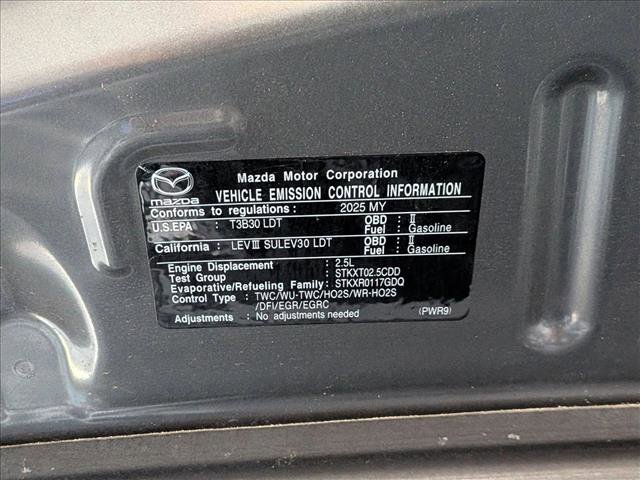 Mazda Motor Corporation
mazda VEHICLE EMISSION CONTROL INFORMATION
Conforms to regulations : 2025 MY
U.S.EPA : T3B30 LDT OBD : II
Fuel : Gasoline
California : LEVIII SULEV30 LDT OBD : II
Fuel : Gasoline
Engine Displacement : 2.5L
Test Group : STKXT02.5CDD
Evaporative/Refueling Family: STKXR0117GDQ
Control Type : TWC/WU-TWC/HO2S/WR-HO2S
/DFI/EGR/EGRC
Adjustments : No adjustments needed (PWR9)